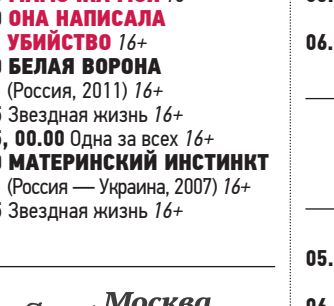 ОНА НАПИСАЛА
УБИЙСТВО 16+
БЕЛАЯ ВОРОНА
(Россия, 2011) 16+
Звездная жизнь 16+
, 00.00 Одна за всех 16+
МАТЕРИНСКИЙ ИНСТИНКТ
(Россия — Украина, 2007) 16+
Звездная жизнь 16+
Москва
06.
05.